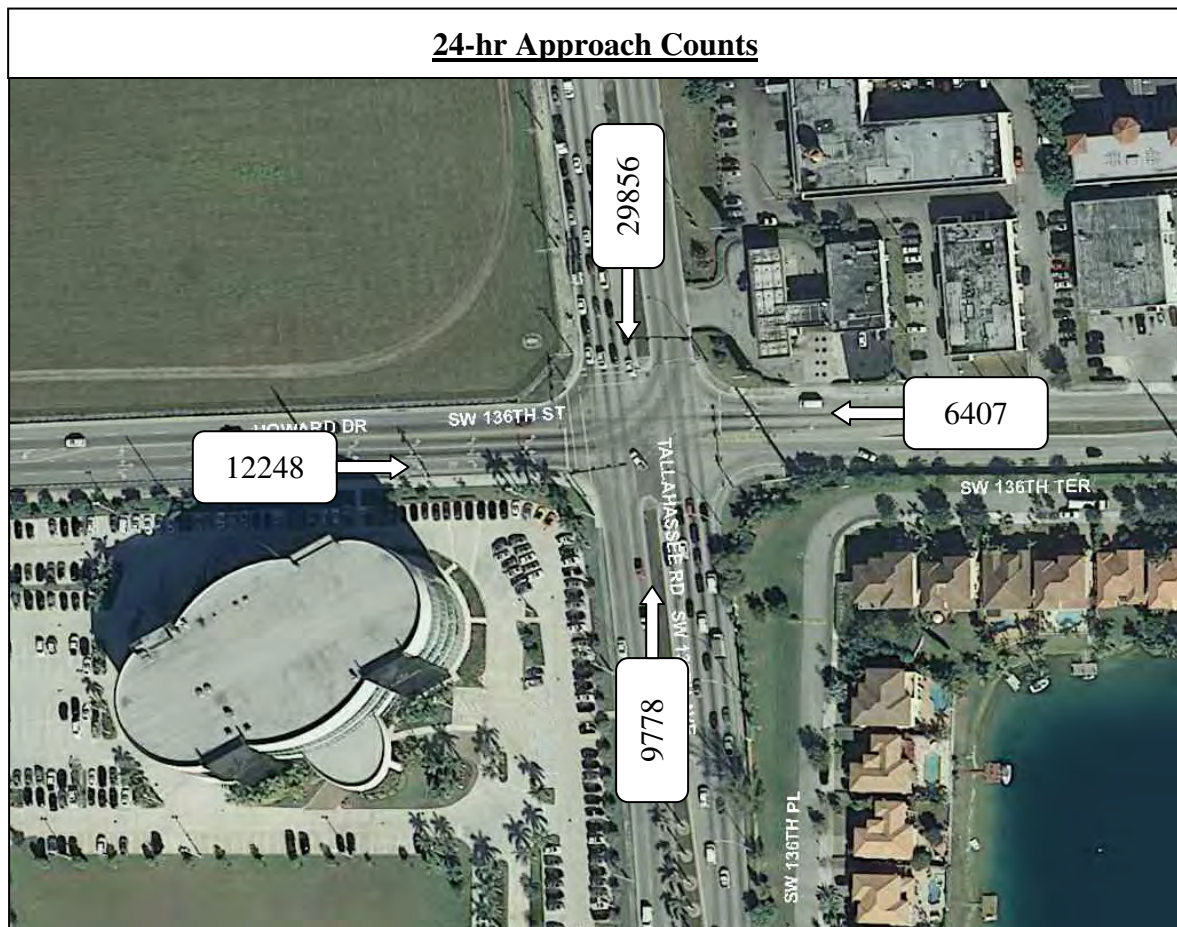 24-hr Approach Counts
29856
SW 136TH ST
HOWARD DR
6407
12248
TALLAHASSEE RD SW
SW 136TH TER
9778
SW 136TH PL